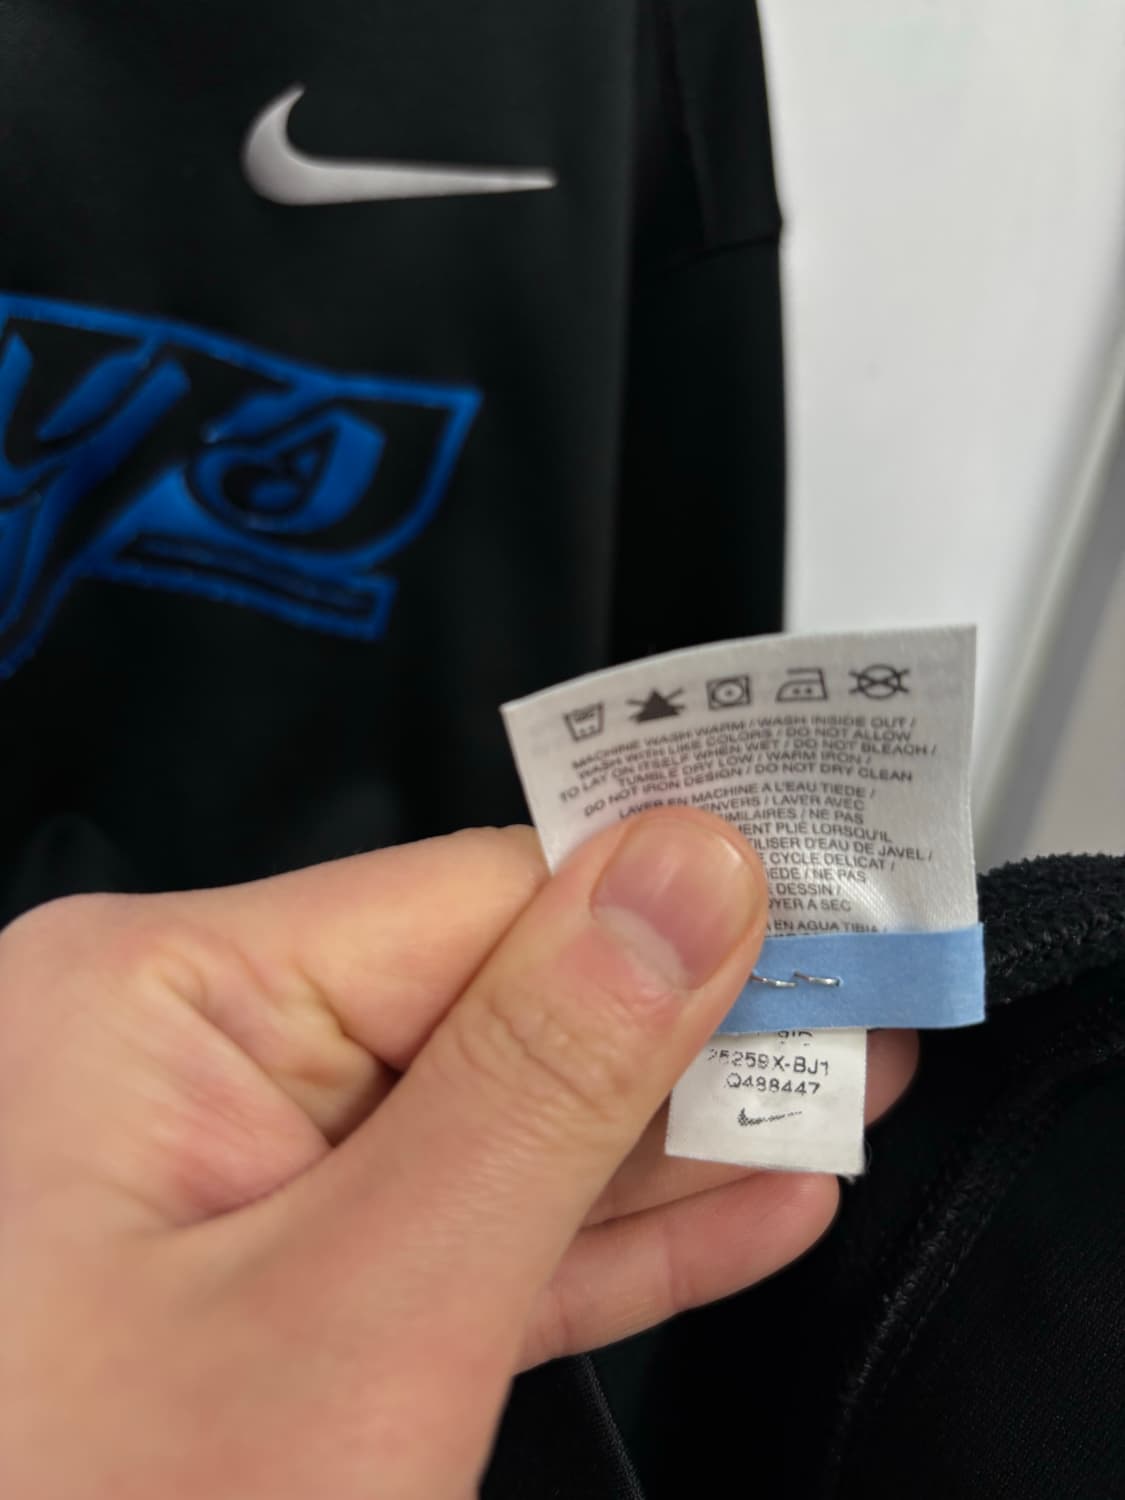 ys
MACHINE WASH WARM / WASH INSIDE OUT /
WASH WITH LIKE COLORS / DO NOT ALLOW
TO LAY ON ITSELF WHEN WET / DO NOT BLEACH /
TUMBLE DRY LOW / WARM IRON /
DO NOT IRON DESIGN / DO NOT DRY CLEAN
LAVER EN MACHINE A L'EAU TIEDE /
ENVERS / LAVER AVEC
SIMILAIRES / NE PAS
PLIÉ LORSQU'IL
D'EAU DE JAVEL /
CYCLE DELICAT /
/ NE PAS
DESSIN /
A SEC
EN AGUA TIBIA /
25259X-BJ1
Q488447